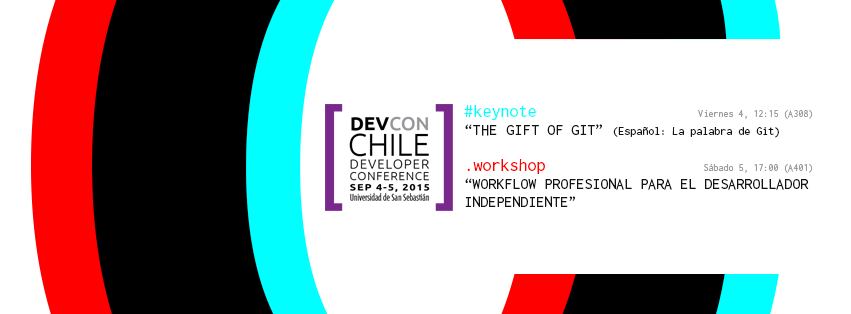 DEVCON
CHILE
DEVELOPER
CONFERENCE
SEP 4-5, 2015
Universidad de San Sebastián
#keynote
Viernes 4, 12:15 (A308)
“THE GIFT OF GIT” (Español: La palabra de Git)
.workshop
Sábado 5, 17:00 (A401)
“WORKFLOW PROFESIONAL PARA EL DESARROLLADOR
INDEPENDIENTE”